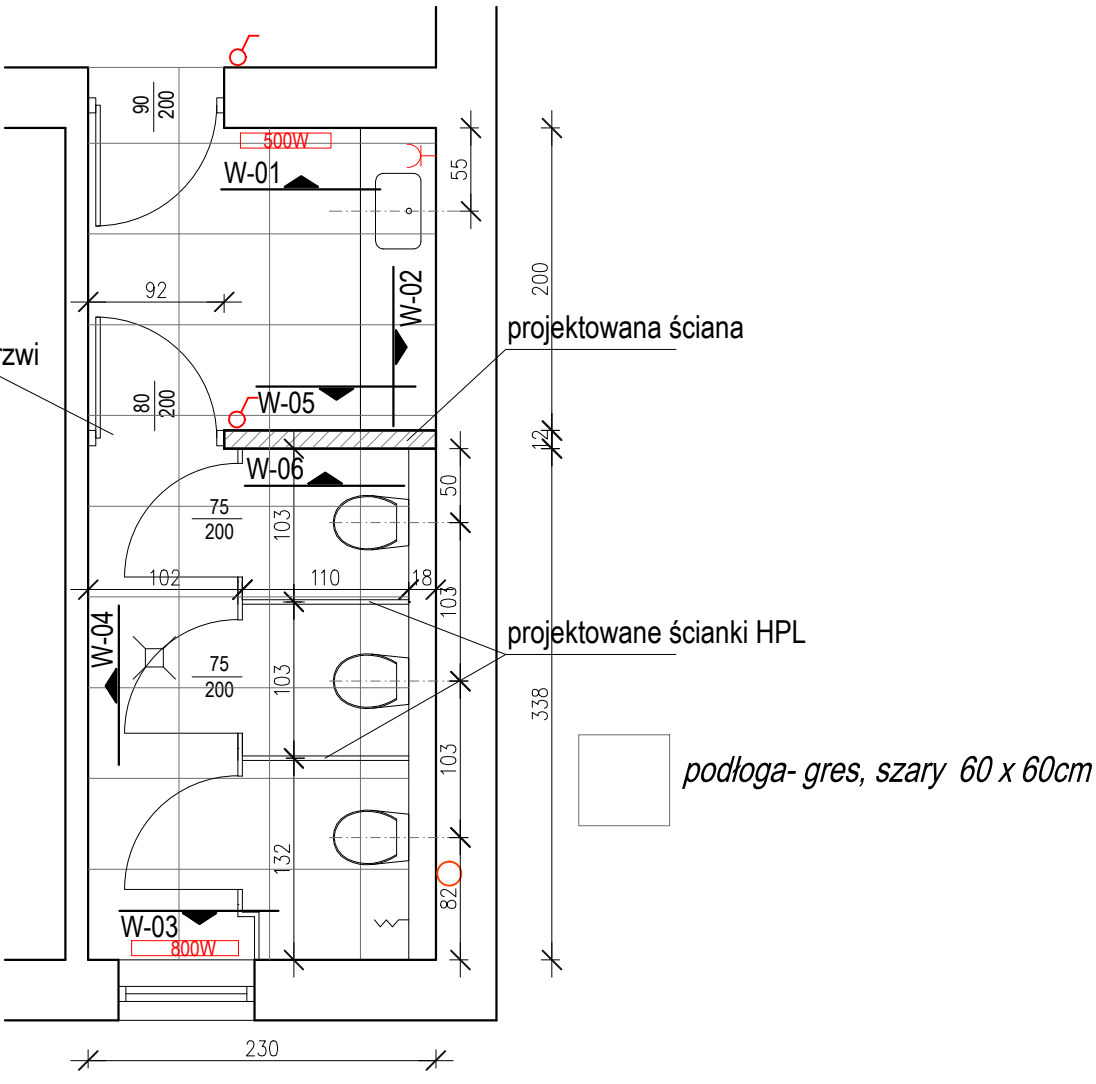 90
200
500W
W-01
55
92
W-02
200
projektowana ściana
rzwi
80
200
W-05
12
W-06
50
75
200
103
102
110
18
103
projektowane ścianki HPL
W-04
75
200
103
338
103
podłoga- gres, szary 60 x 60cm
132
82
W-03
800W
230